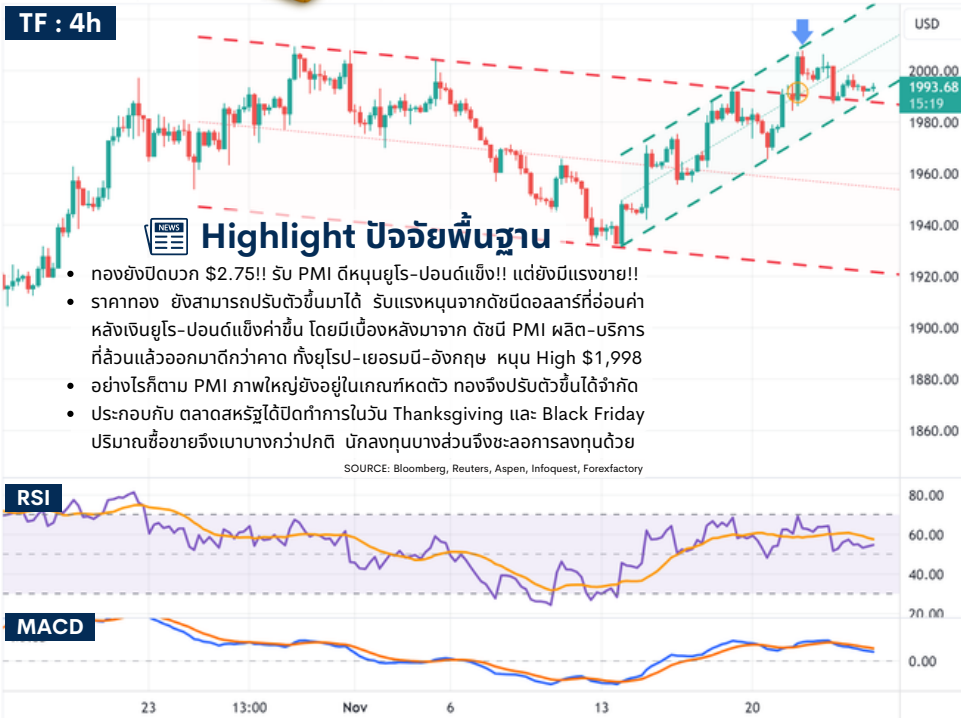 TF : 4h
USD
2000.00
1993.68
15:19
1980.00
1960.00
1940.00
1920.00
1900.00
1880.00
1860.00
NEWS
Highlight ปัจจัยพื้นฐาน
• ทองยังปิดบวก $2.75!! รับ PMI ดีหนุนยูโร-ปอนด์แข็ง!! แต่ยังมีแรงขาย!!
• ราคาทอง ยังสามารถปรับตัวขึ้นมาได้ รับแรงหนุนจากดัชนีดอลลาร์ที่อ่อนค่า
หลังเงินยูโร-ปอนด์แข็งค่าขึ้น โดยมีเบื้องหลังมาจาก ดัชนี PMI ผลิต-บริการ
ที่ล้วนแล้วออกมาดีกว่าคาด ทั้งยุโรป-เยอรมนี-อังกฤษ หนุน High $1,998
• อย่างไรก็ตาม PMI ภาพใหญ่ยังอยู่ในเกณฑ์หดตัว ทองจึงปรับตัวขึ้นได้จำกัด
• ประกอบกับ ตลาดสหรัฐได้ปิดทำการในวัน Thanksgiving และ Black Friday
ปริมาณซื้อขายจึงเบาบางกว่าปกติ นักลงทุนบางส่วนจึงชะลอการลงทุนด้วย
SOURCE: Bloomberg, Reuters, Aspen, Infoquest, Forexfactory
RSI
80.00
60.00
40.00
20.00
MACD
0.00
23
13:00
Nov
6
13
20